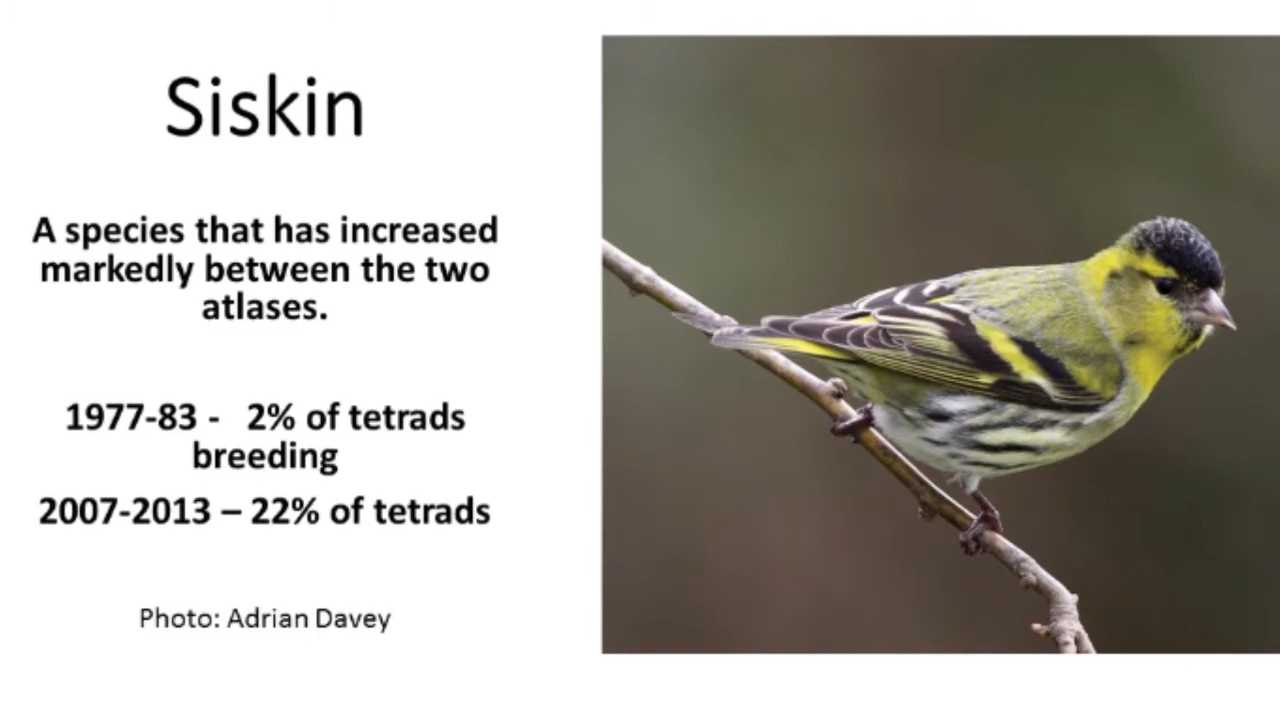 Siskin
A species that has increased
markedly between the two
atlases.
1977-83 -   2% of tetrads
breeding
2007-2013 – 22% of tetrads
Photo: Adrian Davey